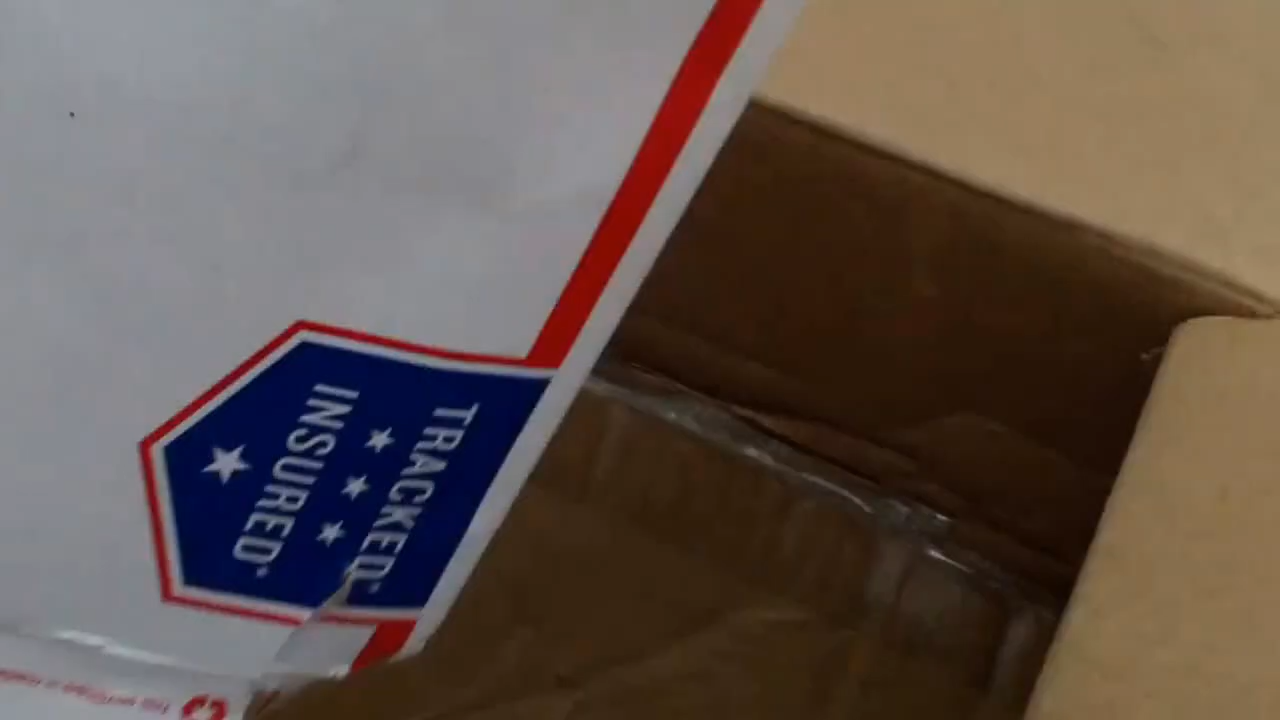 TRACKED
★ ★ ★
INSURED
★